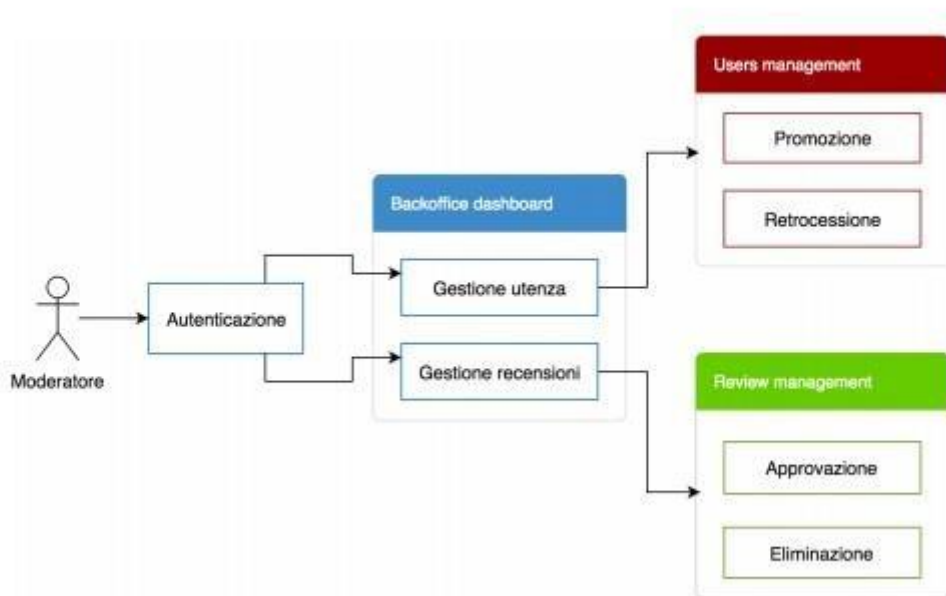 Users management
Promozione
Retrocessione
Backoffice dashboard
Gestione utenza
Gestione recensioni
Autenticazione
Moderatore
Review management
Approvazione
Eliminazione